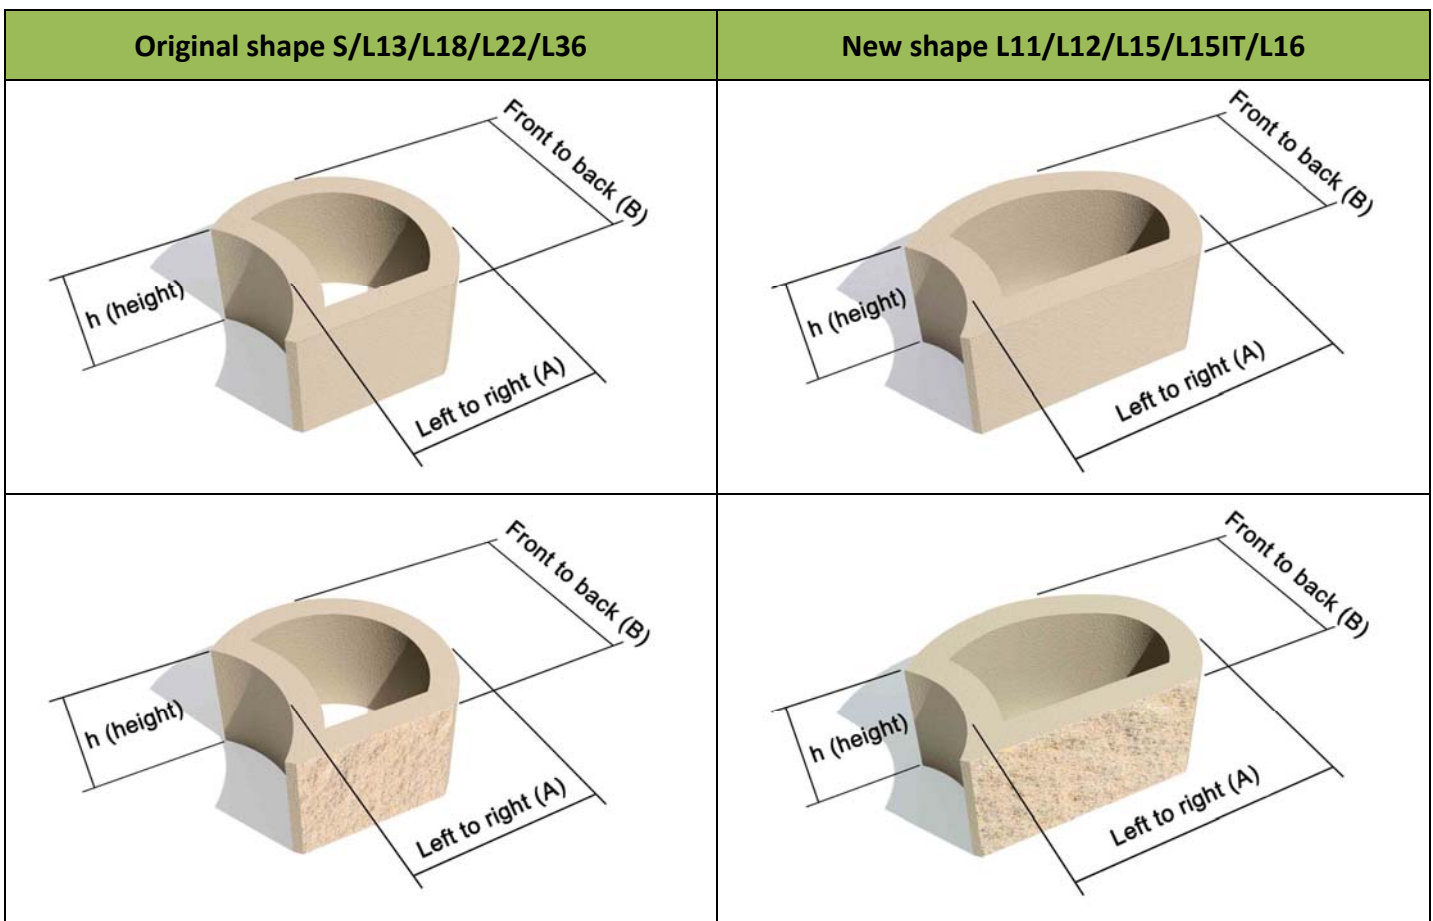 Original shape S/L13/L18/L22/L36
New shape L11/L12/L15/L15IT/L16
Front to back (B)
h (height)
Left to right (A)
Front to back (B)
h (height)
Left to right (A)
Front to back (B)
h (height)
Left to right (A)
Front to back (B)
h (height)
Left to right (A)